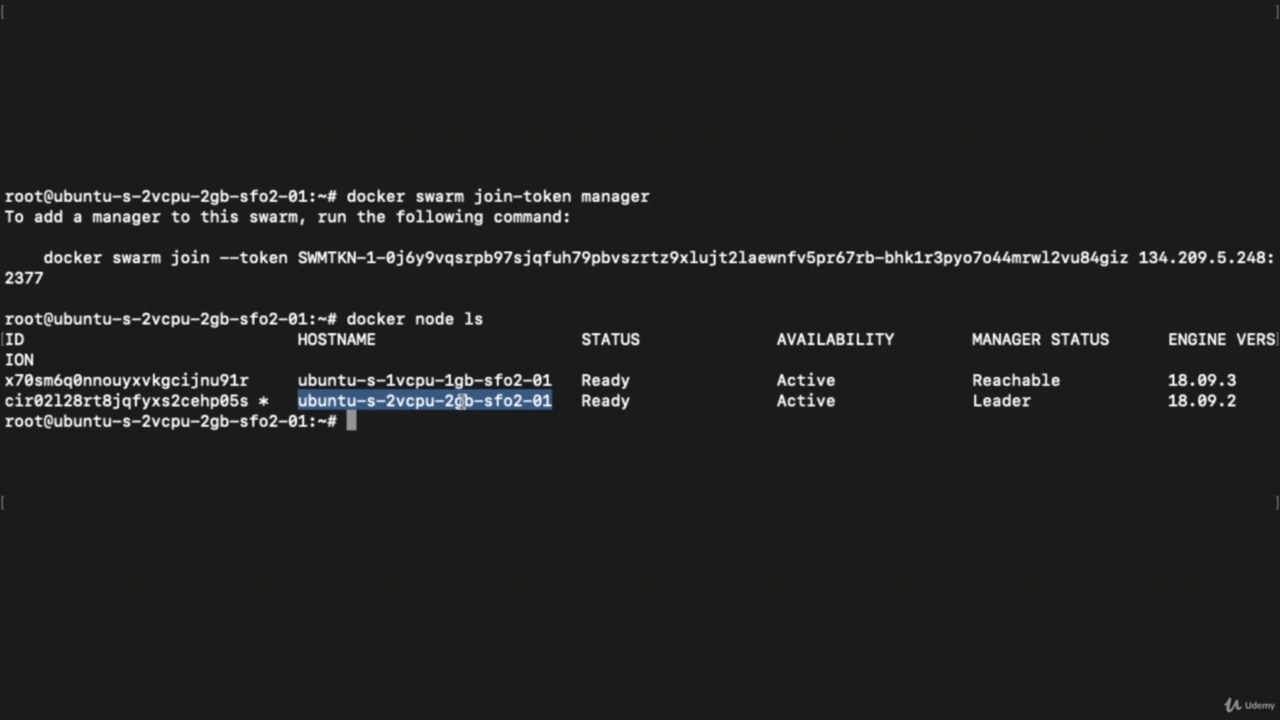 root@ubuntu-s-2vcpu-2gb-sfo2-01:~# docker swarm join-token manager
To add a manager to this swarm, run the following command:
docker swarm join --token SWMTKN-1-0j6y9vqsrpb97sjqfuh79pbvszrtz9xlujt2laewnfv5pr67rb-bhk1r3pyo7o44mrwl2vu84giz 134.209.5.248:
2377
root@ubuntu-s-2vcpu-2gb-sfo2-01:~# docker node ls
ID HOSTNAME STATUS AVAILABILITY MANAGER STATUS ENGINE VERS
ION
x70sm6q0nnouyxvkgcijnu91r ubuntu-s-1vcpu-1gb-sfo2-01 Ready Active Reachable 18.09.3
cir02l28rt8jqfyxs2cehp05s * ubuntu-s-2vcpu-2gb-sfo2-01 Ready Active Leader 18.09.2
root@ubuntu-s-2vcpu-2gb-sfo2-01:~#
Udemy